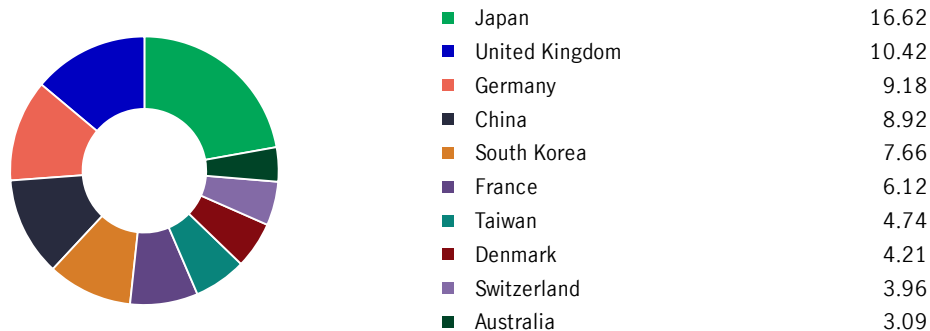 Japan 16.62
United Kingdom 10.42
Germany 9.18
China 8.92
South Korea 7.66
France 6.12
Taiwan 4.74
Denmark 4.21
Switzerland 3.96
Australia 3.09